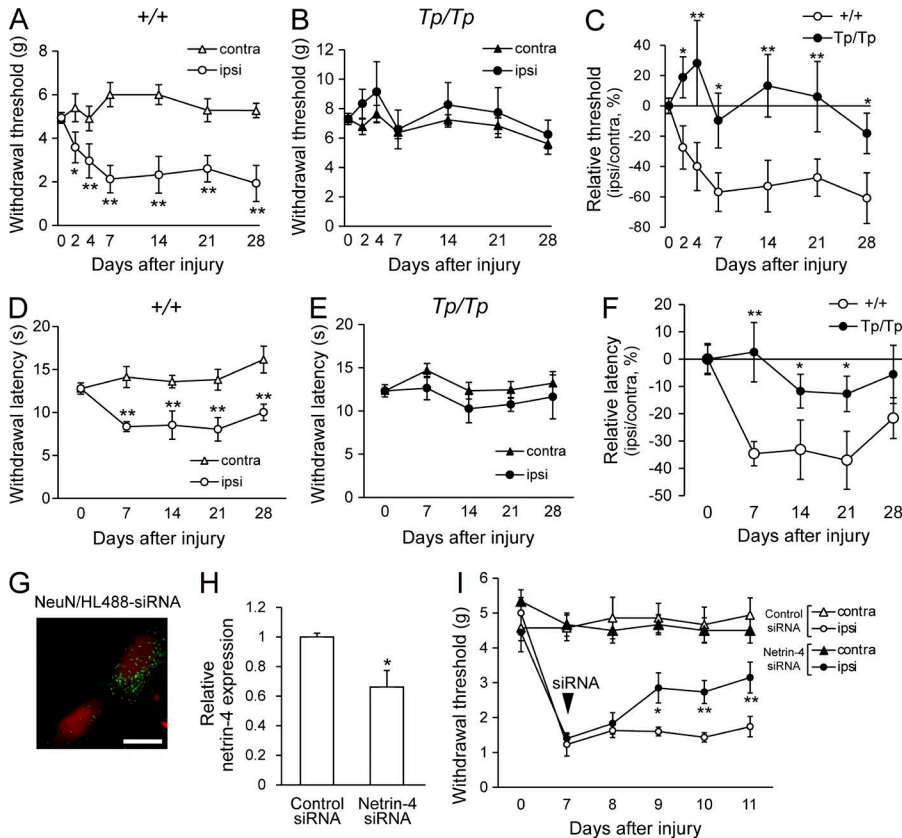 A
+/+
Withdrawal threshold (g)
8
6
4
2
0
contra
ipsi
*
**
**
**
**
**
0 2 4 7 14 21 28
Days after injury
B
Tp/Tp
Withdrawal threshold (g)
12
10
8
6
4
2
0
contra
ipsi
0 2 4 7 14 21 28
Days after injury
C
+/+
Tp/Tp
Relative threshold
(ipsi/contra, %)
60
40
20
0
-20
-40
-60
-80
*
**
*
**
**
*
0 2 4 7 14 21 28
Days after injury
D
+/+
Withdrawal latency (s)
20
15
10
5
0
**
**
**
**
contra
ipsi
0 7 14 21 28
Days after injury
E
Tp/Tp
Withdrawal latency (s)
20
15
10
5
0
contra
ipsi
0 7 14 21 28
Days after injury
F
+/+
Tp/Tp
Relative latency
(ipsi/contra, %)
20
10
0
-10
-20
-30
-40
-50
**
*
*
0 7 14 21 28
Days after injury
G
NeuN/HL488-siRNA
H
Relative
netrin-4 expression
1.2
1
0.8
0.6
0.4
0.2
0
*
Control
siRNA
Netrin-4
siRNA
I
Withdrawal threshold (g)
6
5
4
3
2
1
0
siRNA
*
**
**
Control
siRNA
contra
ipsi
Netrin-4
siRNA
contra
ipsi
0 7 8 9 10 11
Days after injury